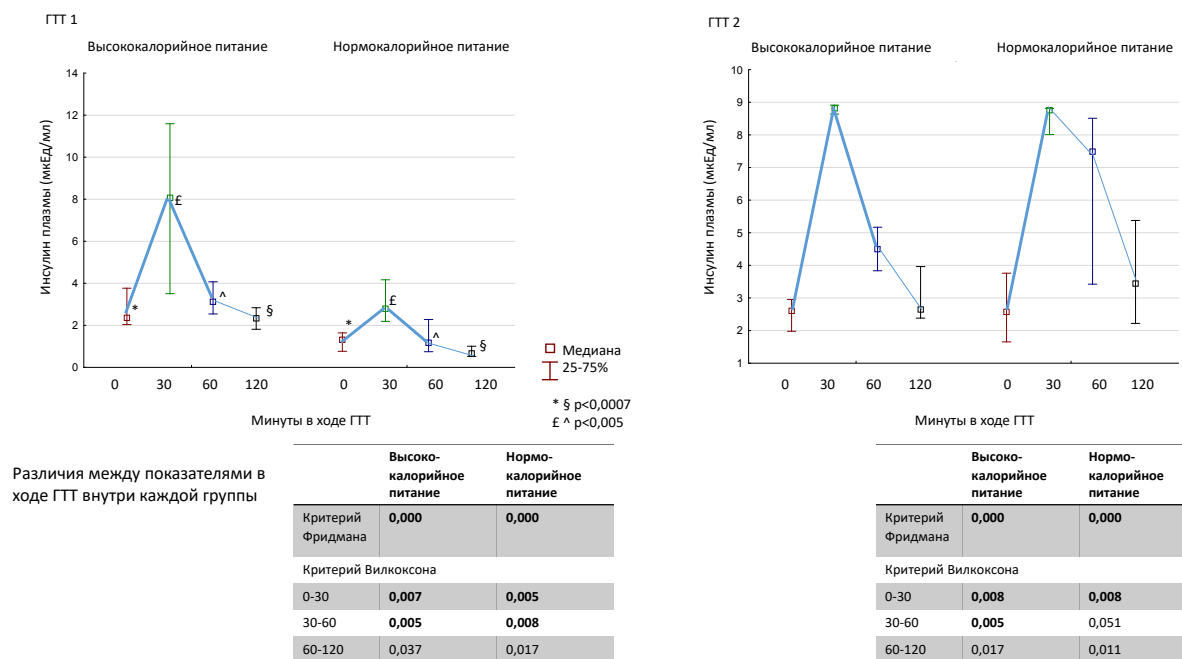 ГТТ 1
Высококалорийное питание Нормокалорийное питание
Инсулин плазмы (мкЕд/мл)
14
12
10
8
6
4
2
0
* £ ^ § * £ ^ §
0 30 60 120 0 30 60 120
Минуты в ходе ГТТ
Медиана
25-75%
* § p<0,0007
£ ^ p<0,005
ГТТ 2
Высококалорийное питание Нормокалорийное питание
Инсулин плазмы (мкЕд/мл)
10
9
8
7
6
5
4
3
2
1
0 30 60 120 0 30 60 120
Минуты в ходе ГТТ
Различия между показателями в
ходе ГТТ внутри каждой группы
Высоко-
калорийное
питание
Нормо-
калорийное
питание
Критерий
Фридмана
0,000 0,000
Критерий Вилкоксона
0-30 0,007 0,005
30-60 0,005 0,008
60-120 0,037 0,017
Высоко-
калорийное
питание
Нормо-
калорийное
питание
Критерий
Фридмана
0,000 0,000
Критерий Вилкоксона
0-30 0,008 0,008
30-60 0,005 0,051
60-120 0,017 0,011